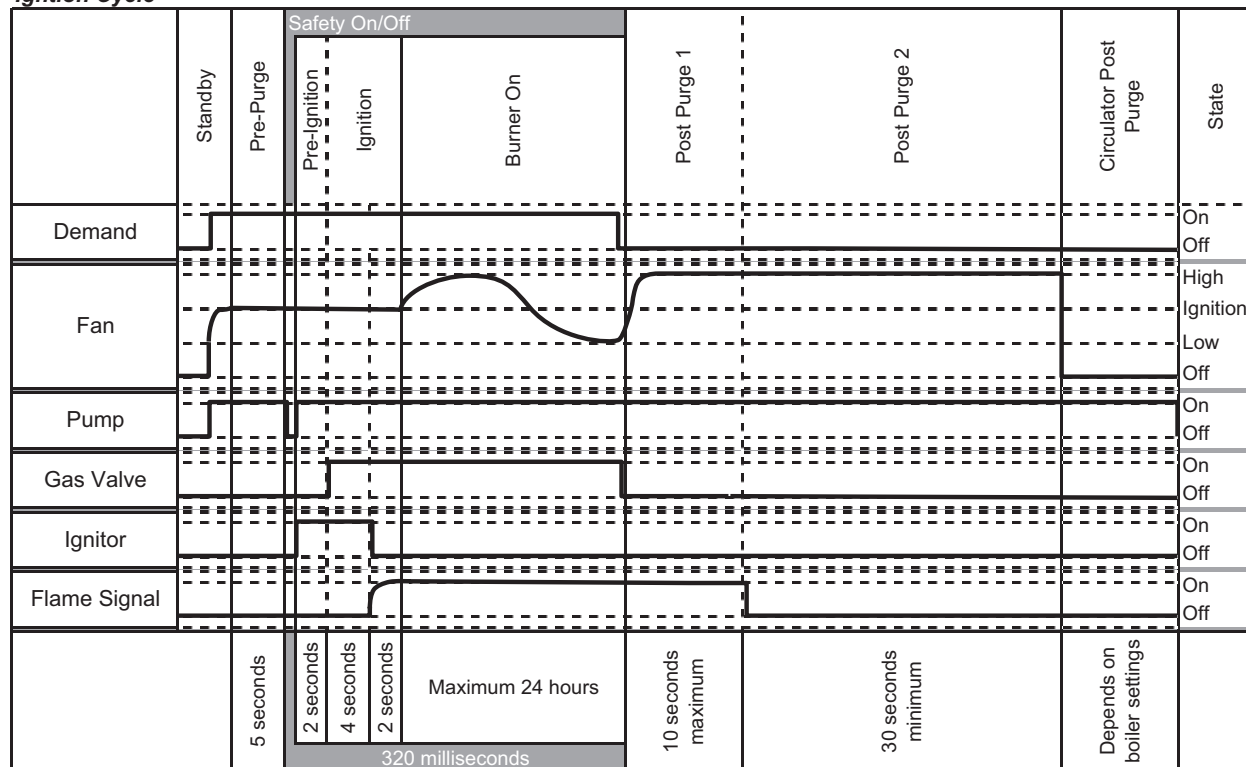 Ignition Cycle
Safety On/Off
Standby
Pre-Purge
Pre-Ignition
Ignition
Burner On
Post Purge 1
Post Purge 2
Circulator Post
Purge
State
Demand
On
Off
Fan
High
Ignition
Low
Off
Pump
On
Off
Gas Valve
On
Off
Ignitor
On
Off
Flame Signal
On
Off
5 seconds
2 seconds
4 seconds
2 seconds
Maximum 24 hours
10 seconds
maximum
30 seconds
minimum
Depends on
boiler settings
320 milliseconds